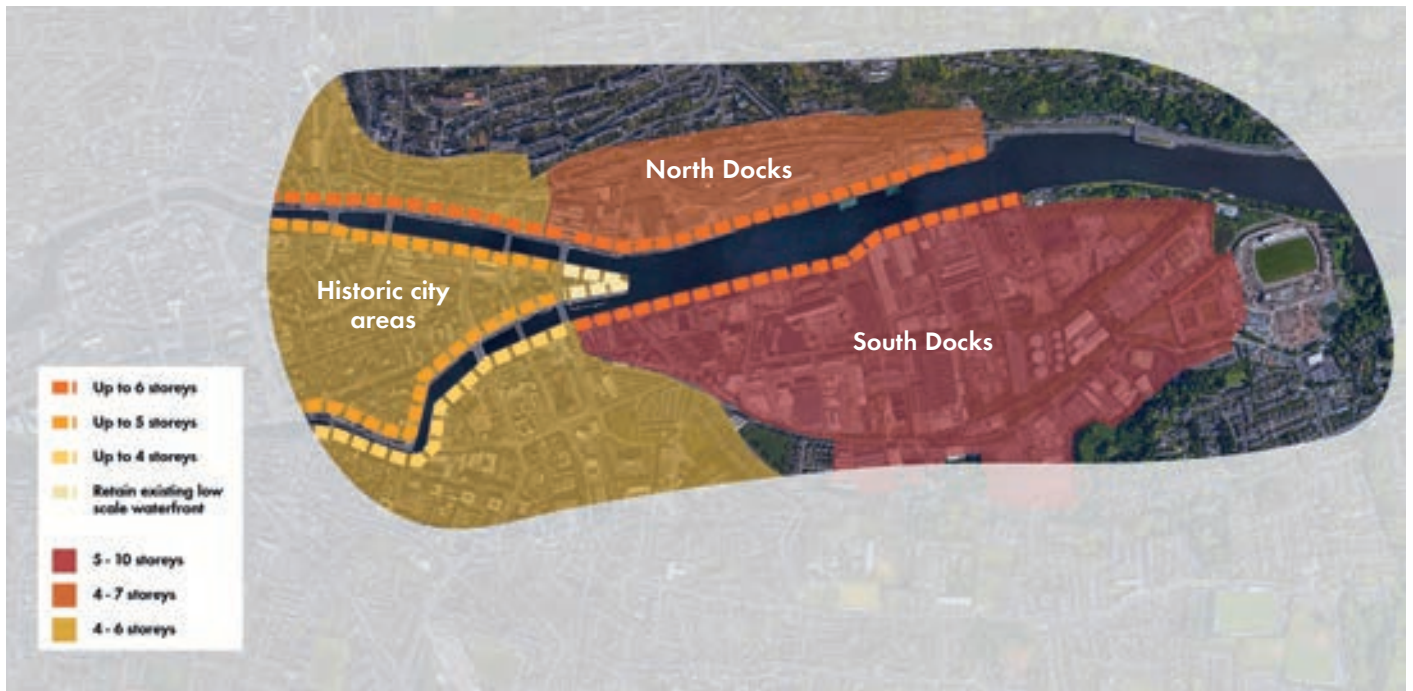 North Docks
Historic city
areas
South Docks
Up to 6 storeys
Up to 5 storeys
Up to 4 storeys
Retain existing low
scale waterfront
5 - 10 storeys
4 - 7 storeys
4 - 6 storeys